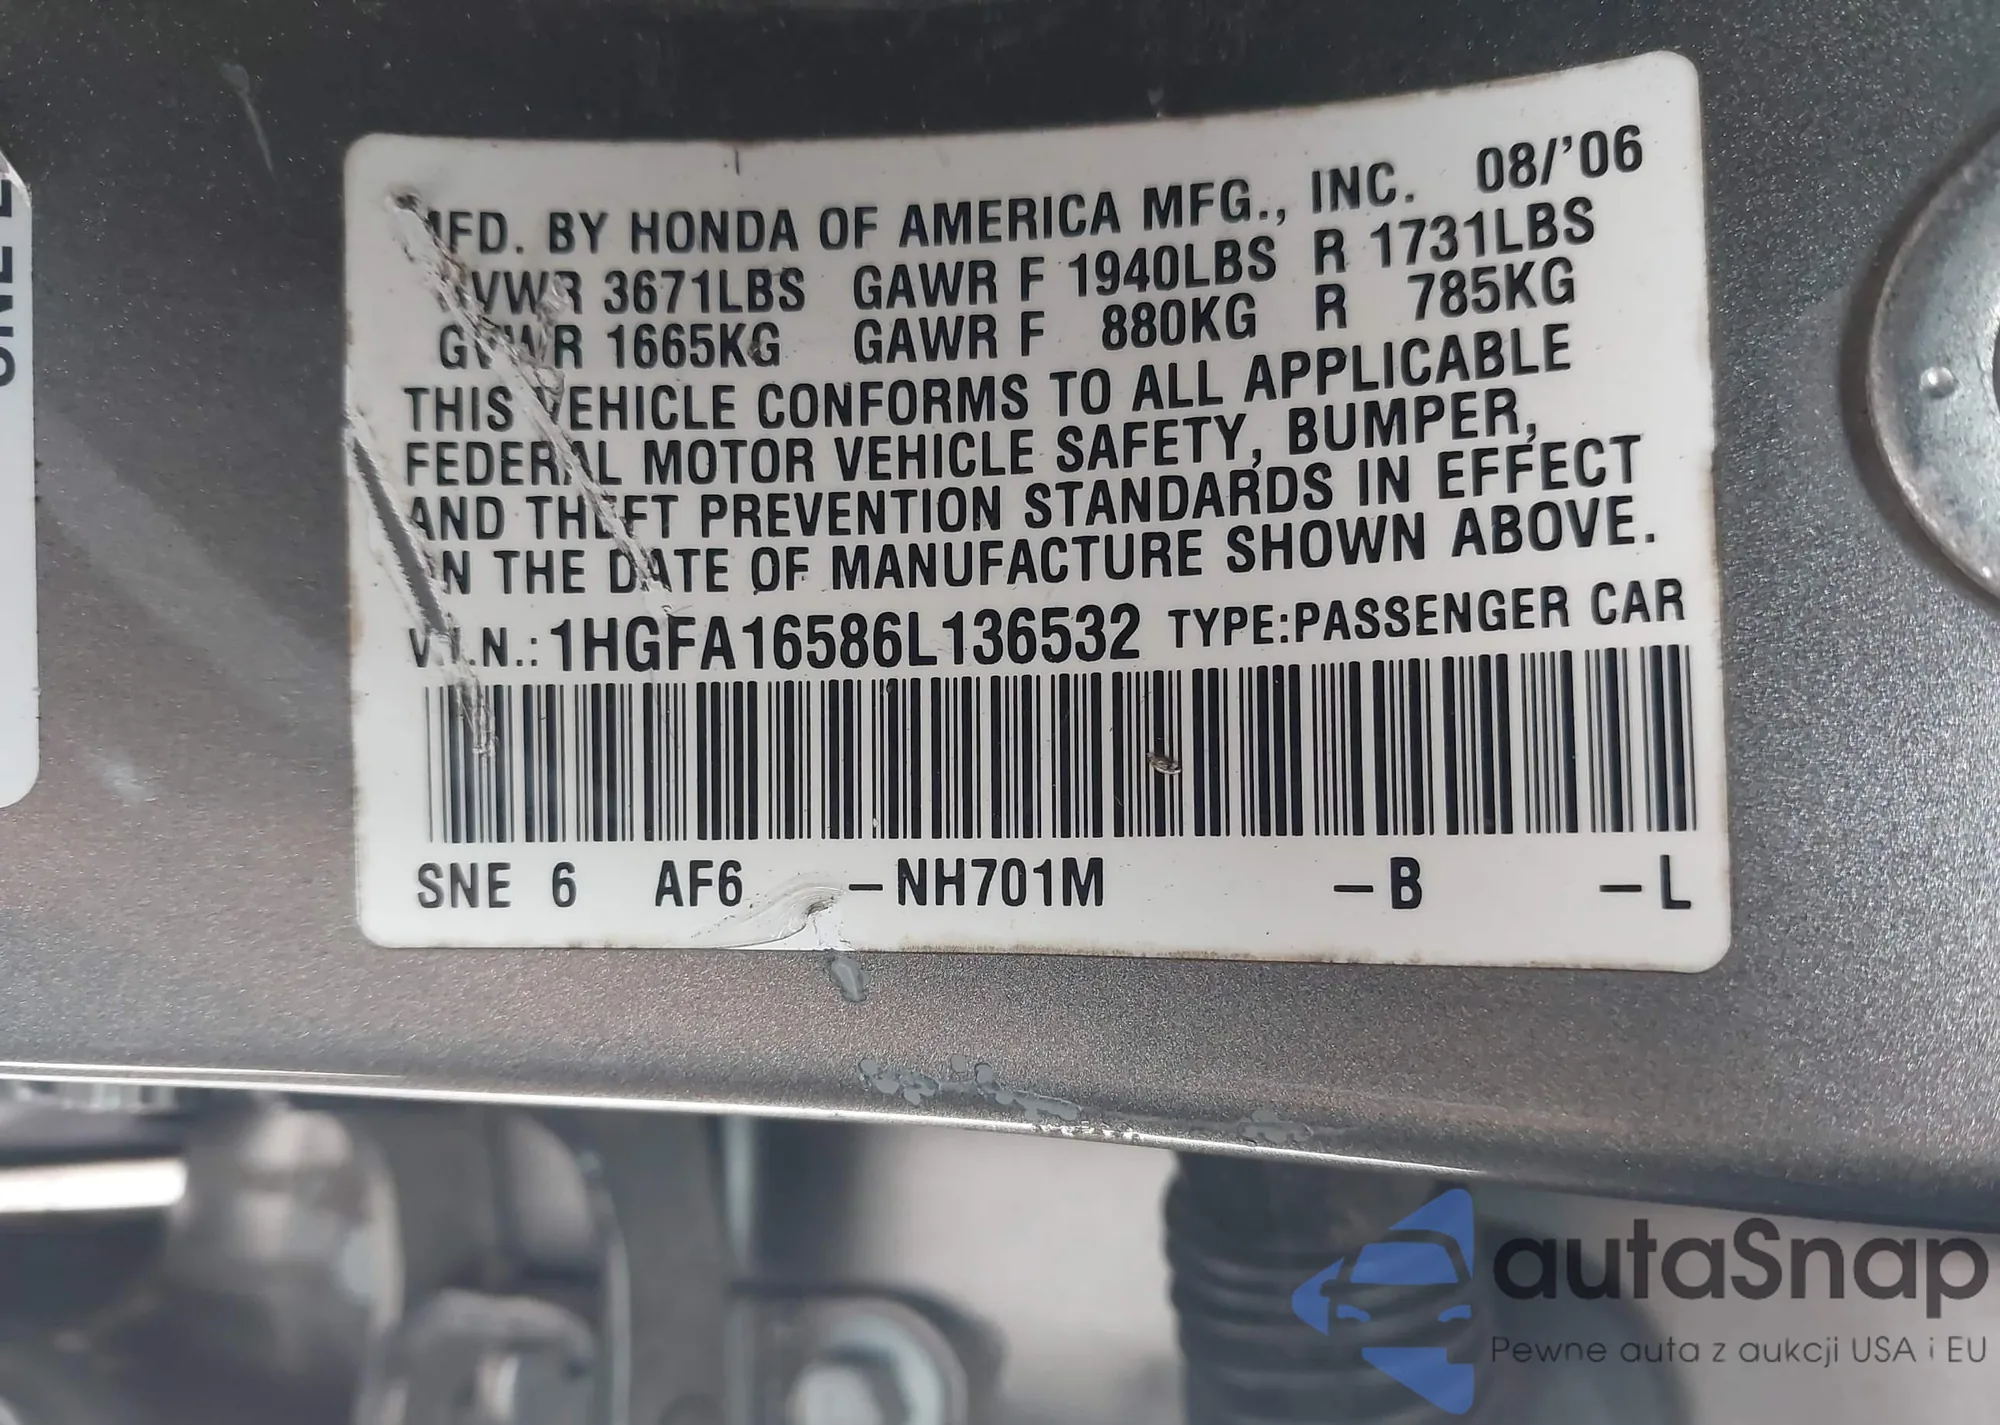 MFD. BY HONDA OF AMERICA MFG., INC. 08/'06
GVWR 3671LBS GAWR F 1940LBS R 1731LBS
GVWR 1665KG GAWR F 880KG R 785KG
THIS VEHICLE CONFORMS TO ALL APPLICABLE
FEDERAL MOTOR VEHICLE SAFETY, BUMPER,
AND THEFT PREVENTION STANDARDS IN EFFECT
ON THE DATE OF MANUFACTURE SHOWN ABOVE.
V.I.N.: 1HGFA16586L136532 TYPE:PASSENGER CAR
SNE 6 AF6 –NH701M –B –L
autaSnap
Pewne auta z aukcji USA i EU